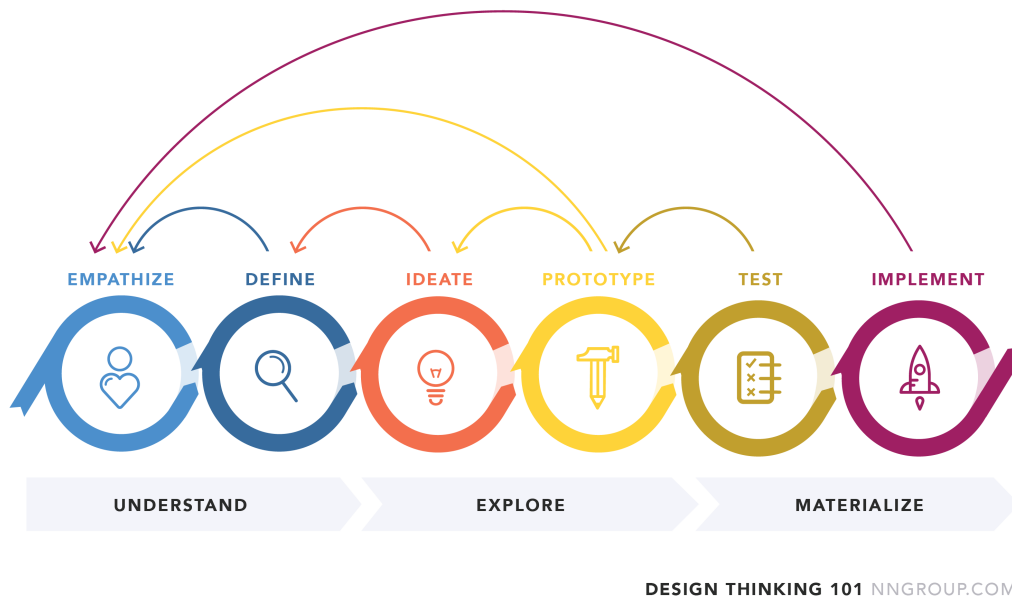 EMPATHIZE DEFINE IDEATE PROTOTYPE TEST IMPLEMENT
UNDERSTAND EXPLORE MATERIALIZE
DESIGN THINKING 101 NNGROUP.COM